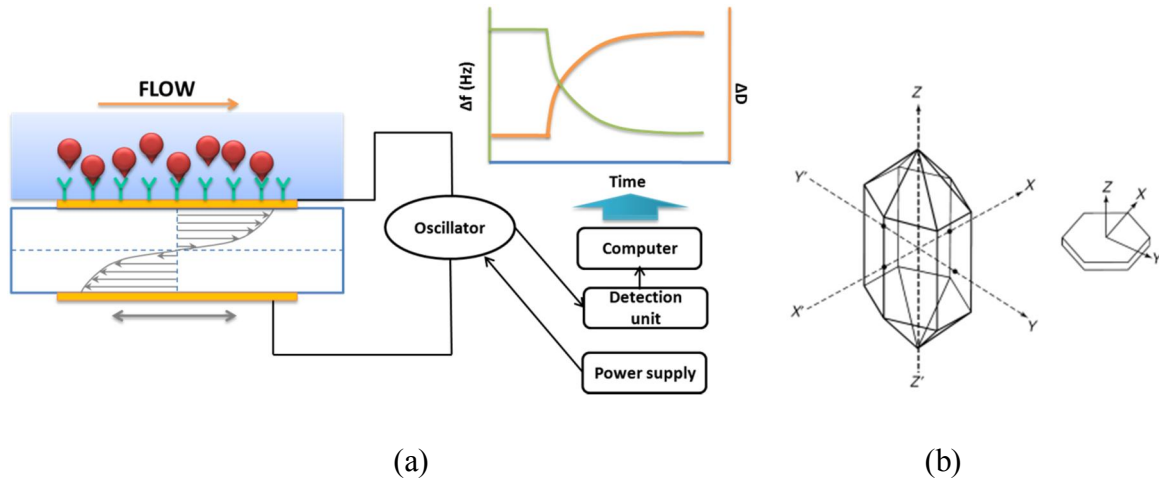 FLOW
Δf (Hz)
ΔD
Time
Oscillator
Computer
Detection
unit
Power supply
Z
Y'
X
X'
Y
Z'
Z
X
Y
(a)
(b)